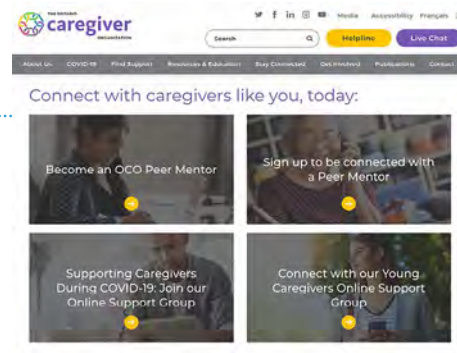 THE ONTARIO
caregiver
ORGANIZATION
Media Accessibility Français
Search
Helpline
Live Chat
About Us COVID-19 Find Support Resources & Education Stay Connected Get Involved Publications Contact
Connect with caregivers like you, today:
Become an OCO Peer Mentor
Sign up to be connected with
a Peer Mentor
Supporting Caregivers
During COVID-19: Join our
Online Support Group
Connect with our Young
Caregivers Online Support
Group